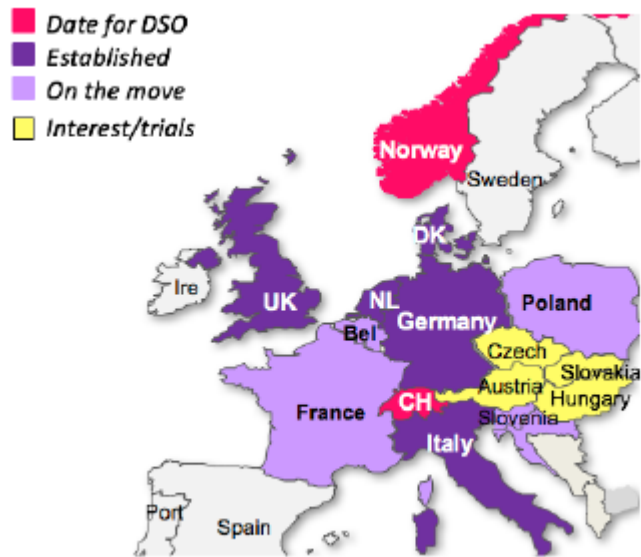 Date for DSO
Established
On the move
Interest/trials
Norway
Sweden
DK
Ire
UK
NL
Germany
Poland
Bel
Czech
Slovakia
Austria
Hungary
France
CH
Slovenia
Italy
Port
Spain